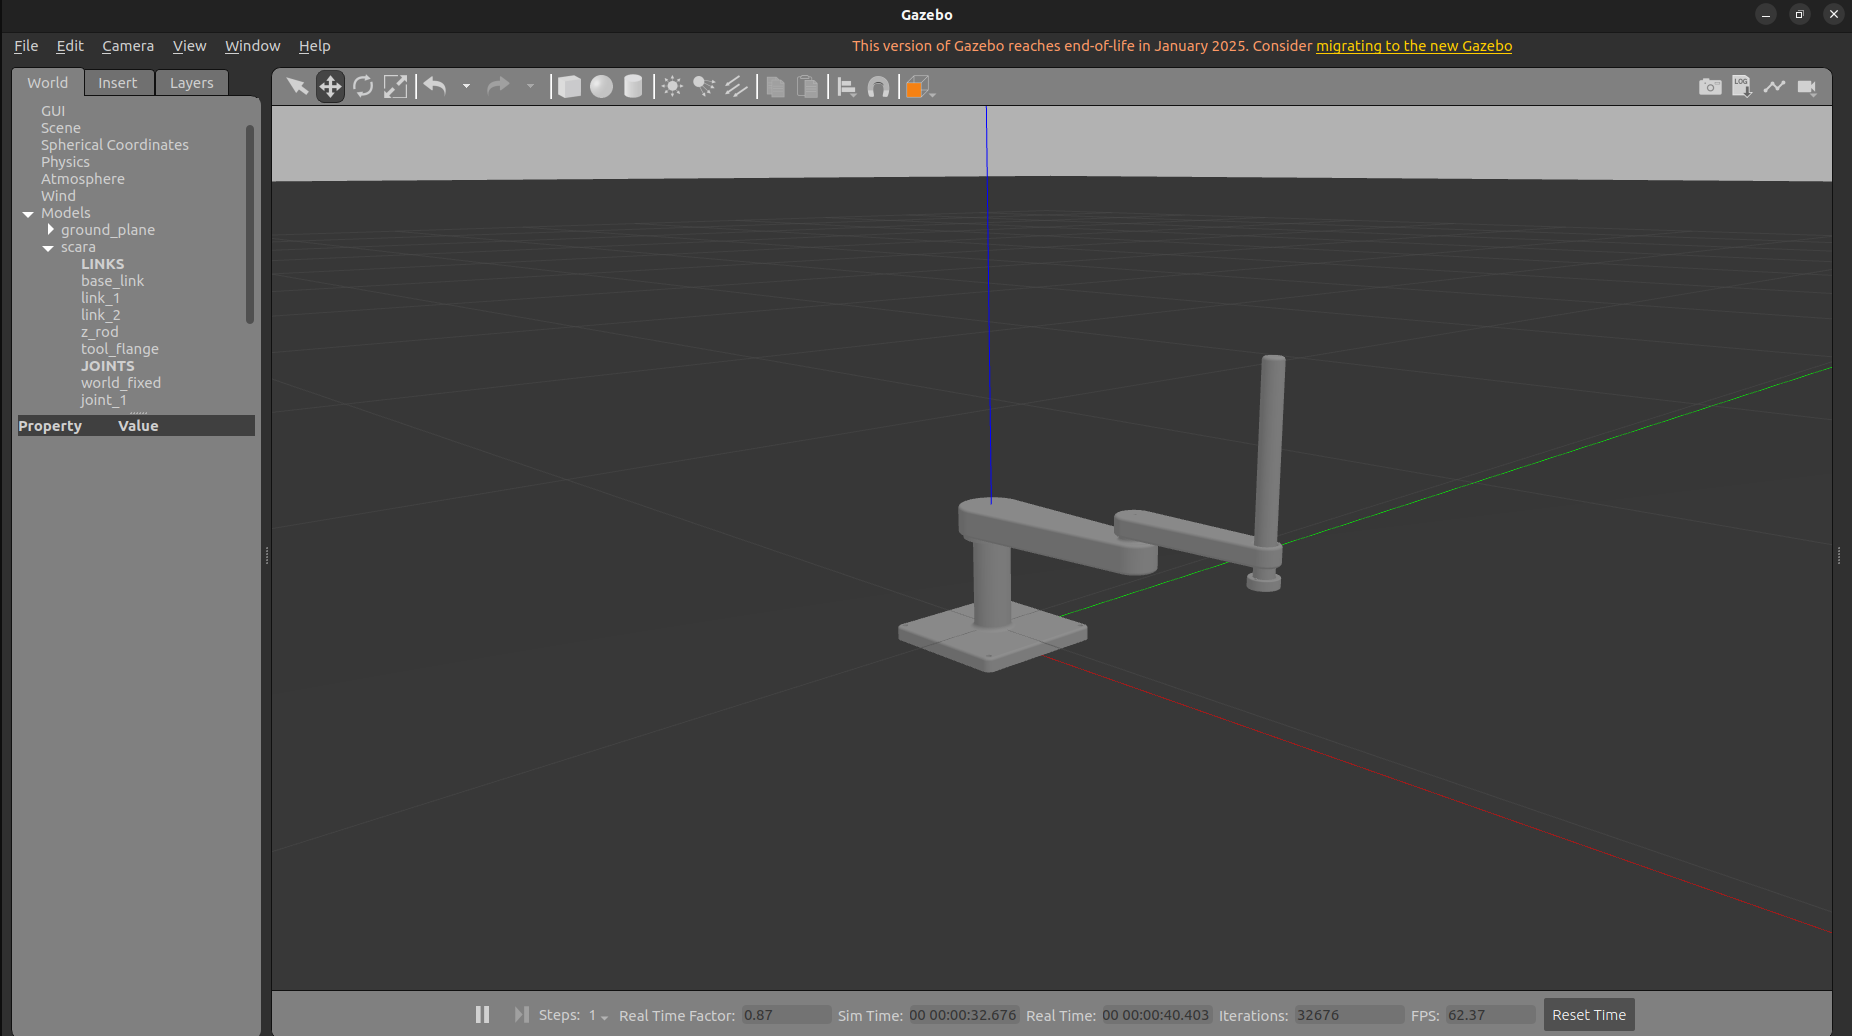 Gazebo
File Edit Camera View Window Help
This version of Gazebo reaches end-of-life in January 2025. Consider migrating to the new Gazebo
World Insert Layers
LOG
GUI
Scene
Spherical Coordinates
Physics
Atmosphere
Wind
Models
ground_plane
scara
LINKS
base_link
link_1
link_2
z_rod
tool_flange
JOINTS
world_fixed
joint_1
Property Value
Steps: 1 Real Time Factor: 0.87 Sim Time: 00 00:00:32.676 Real Time: 00 00:00:40.403 Iterations: 32676 FPS: 62.37 Reset Time